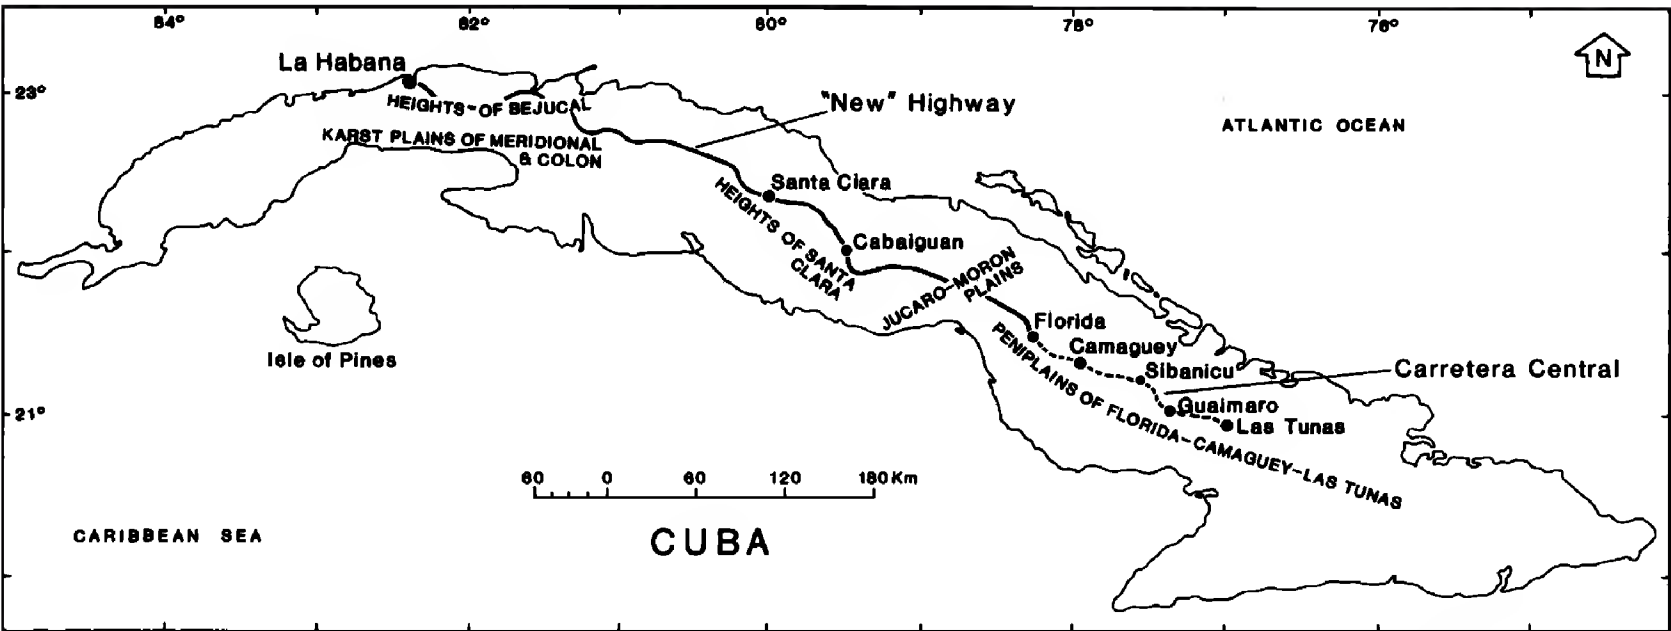 84° 82° 80° 78° 76°
N
La Habana
23°
HEIGHTS-OF BEJUCAL
"New" Highway
ATLANTIC OCEAN
KARST PLAINS OF MERIDIONAL
& COLON
Santa Clara
HEIGHTS OF SANTA
CLARA
Cabaiguan
JUCARO-MORON
PLAINS
Florida
Camaguey
Isle of Pines
Sibanicu
Carretera Central
Guaimaro
21°
Las Tunas
PENIPLAINS OF FLORIDA-CAMAGUEY-LAS TUNAS
60 0 60 120 180 Km
CARIBBEAN SEA
CUBA